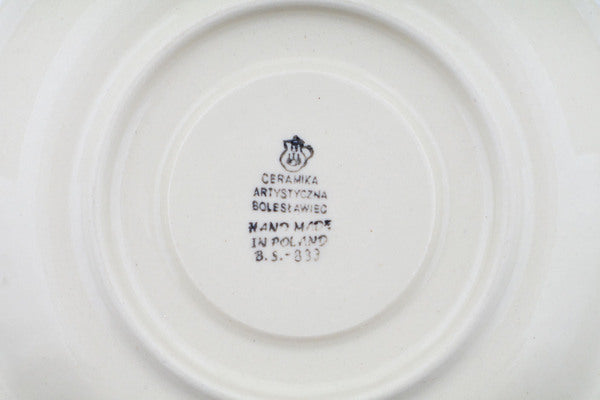 CERAMIKA
ARTYSTYCZNA
BOLESŁAWIEC
HAND MADE
IN POLAND
B.S.-